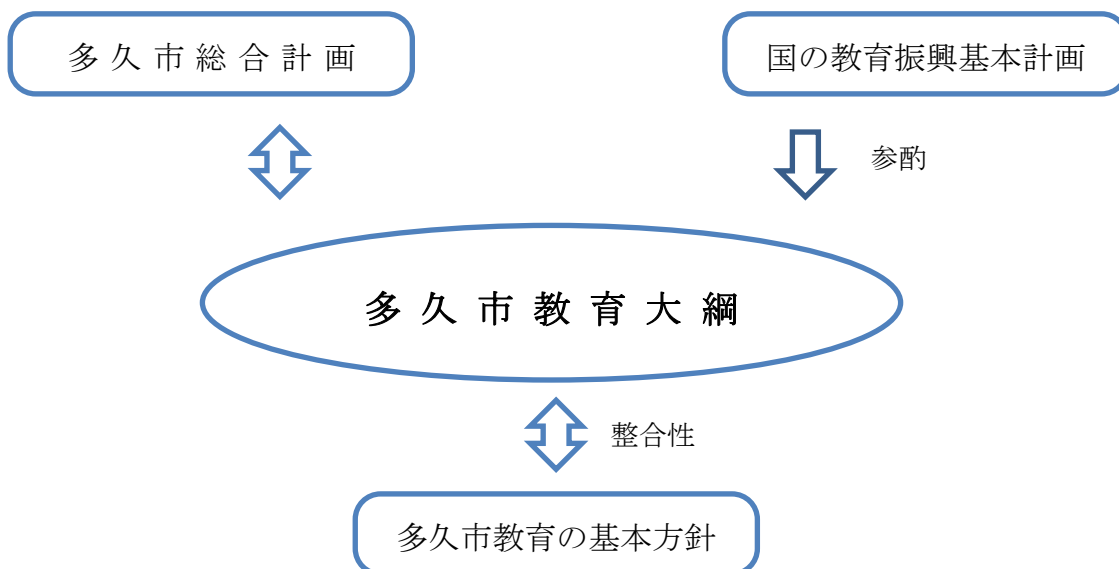 多久市総合計画
国の教育振興基本計画
参酌
多久市教育大綱
整合性
多久市教育の基本方針